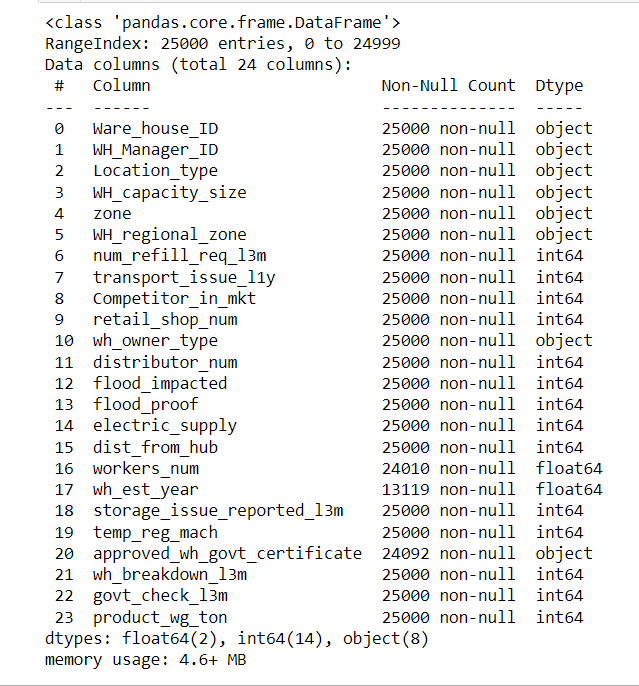 <class 'pandas.core.frame.DataFrame'>
RangeIndex: 25000 entries, 0 to 24999
Data columns (total 24 columns):
 #   Column                        Non-Null Count  Dtype
---  ------                        --------------  -----
 0   Ware_house_ID                 25000 non-null  object
 1   WH_Manager_ID                 25000 non-null  object
 2   Location_type                 25000 non-null  object
 3   WH_capacity_size              25000 non-null  object
 4   zone                          25000 non-null  object
 5   WH_regional_zone              25000 non-null  object
 6   num_refill_req_l3m            25000 non-null  int64
 7   transport_issue_l1y           25000 non-null  int64
 8   Competitor_in_mkt             25000 non-null  int64
 9   retail_shop_num               25000 non-null  int64
 10  wh_owner_type                 25000 non-null  object
 11  distributor_num               25000 non-null  int64
 12  flood_impacted                25000 non-null  int64
 13  flood_proof                   25000 non-null  int64
 14  electric_supply               25000 non-null  int64
 15  dist_from_hub                 25000 non-null  int64
 16  workers_num                   24010 non-null  float64
 17  wh_est_year                   13119 non-null  float64
 18  storage_issue_reported_l3m    25000 non-null  int64
 19  temp_reg_mach                 25000 non-null  int64
 20  approved_wh_govt_certificate  24092 non-null  object
 21  wh_breakdown_l3m              25000 non-null  int64
 22  govt_check_l3m                25000 non-null  int64
 23  product_wg_ton                25000 non-null  int64
dtypes: float64(2), int64(14), object(8)
memory usage: 4.6+ MB